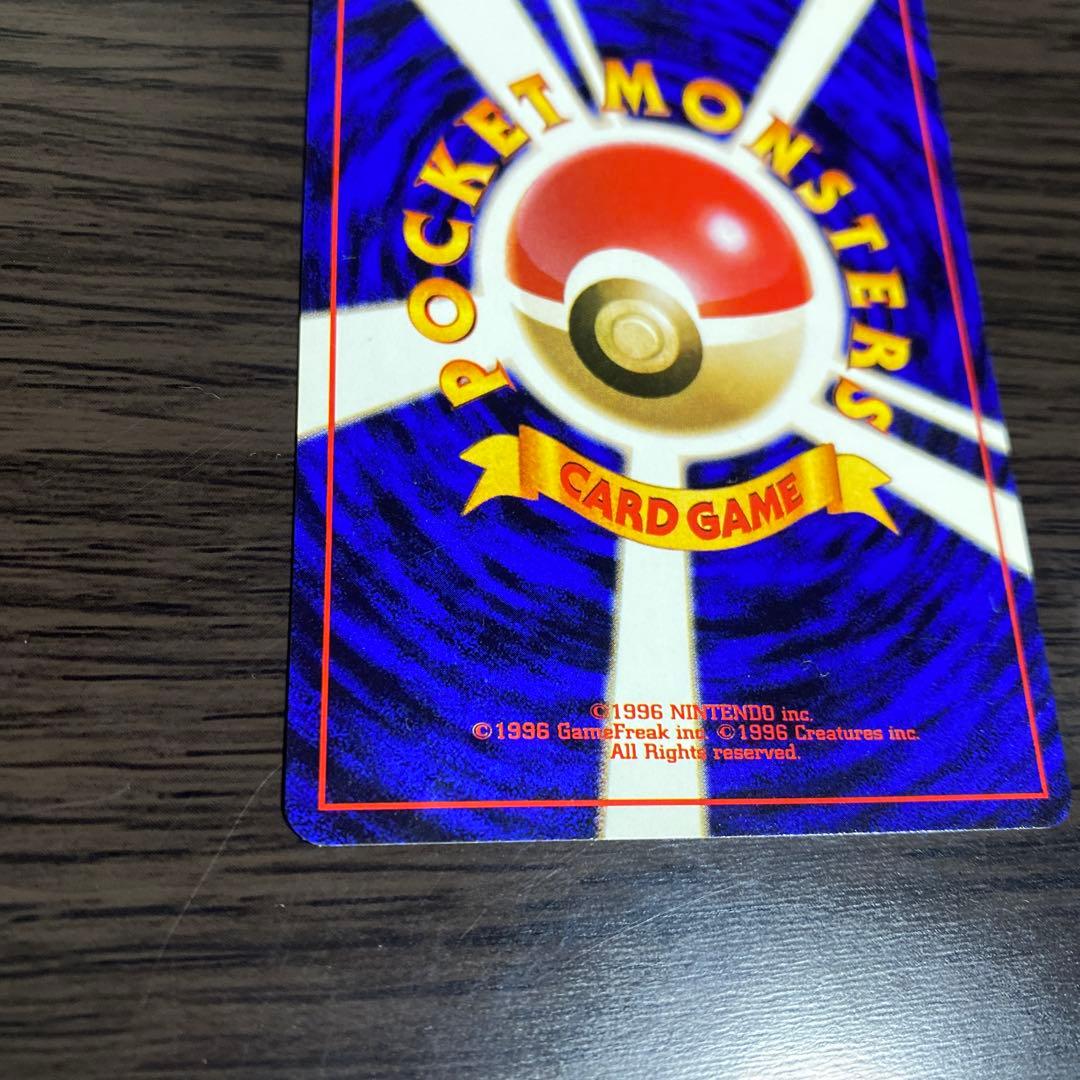 POCKET MONSTERS
CARD GAME
©1996 NINTENDO inc.
©1996 GameFreak inc. ©1996 Creatures inc.
All Rights reserved.